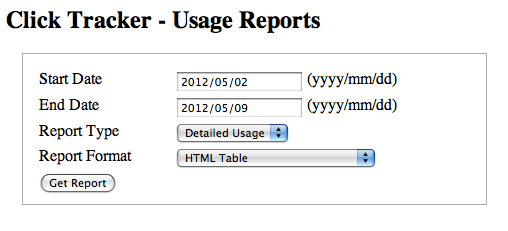 Click Tracker - Usage Reports
Start Date 2012/05/02 (yyyy/mm/dd)
End Date 2012/05/09 (yyyy/mm/dd)
Report Type Detailed Usage
Report Format HTML Table
Get Report